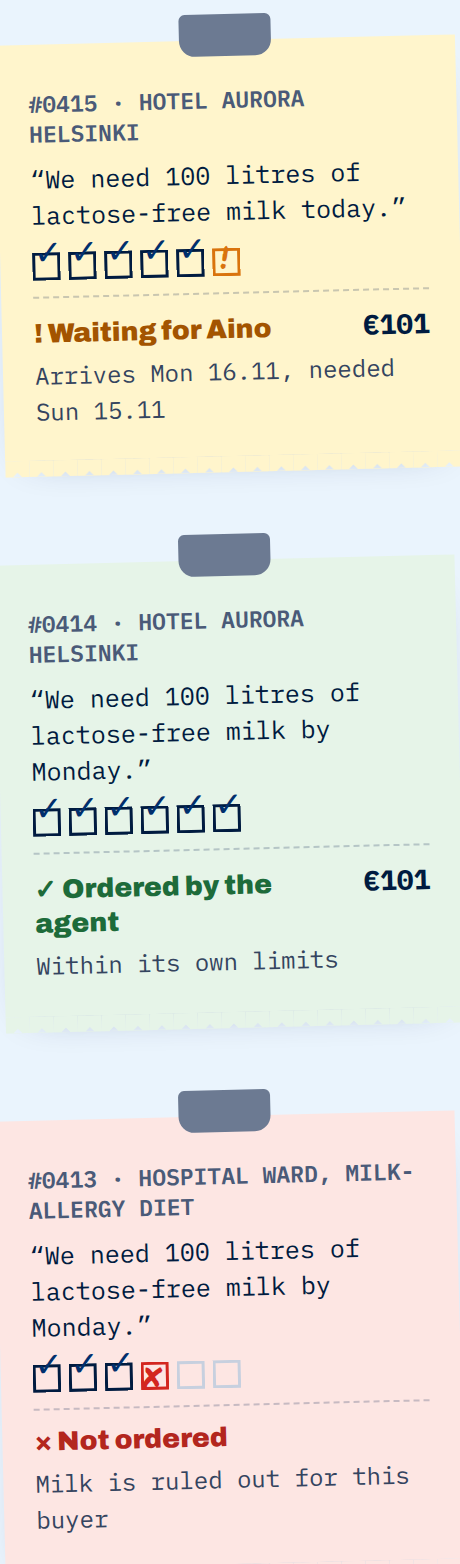 #0415 · HOTEL AURORA
HELSINKI
“We need 100 litres of
lactose-free milk today.”
✓ ✓ ✓ ✓ ✓ !
! Waiting for Aino €101
Arrives Mon 16.11, needed
Sun 15.11
#0414 · HOTEL AURORA
HELSINKI
“We need 100 litres of
lactose-free milk by
Monday.”
✓ ✓ ✓ ✓ ✓ ✓
✓ Ordered by the €101
agent
Within its own limits
#0413 · HOSPITAL WARD, MILK-
ALLERGY DIET
“We need 100 litres of
lactose-free milk by
Monday.”
✓ ✓ ✓ ✗
× Not ordered
Milk is ruled out for this
buyer